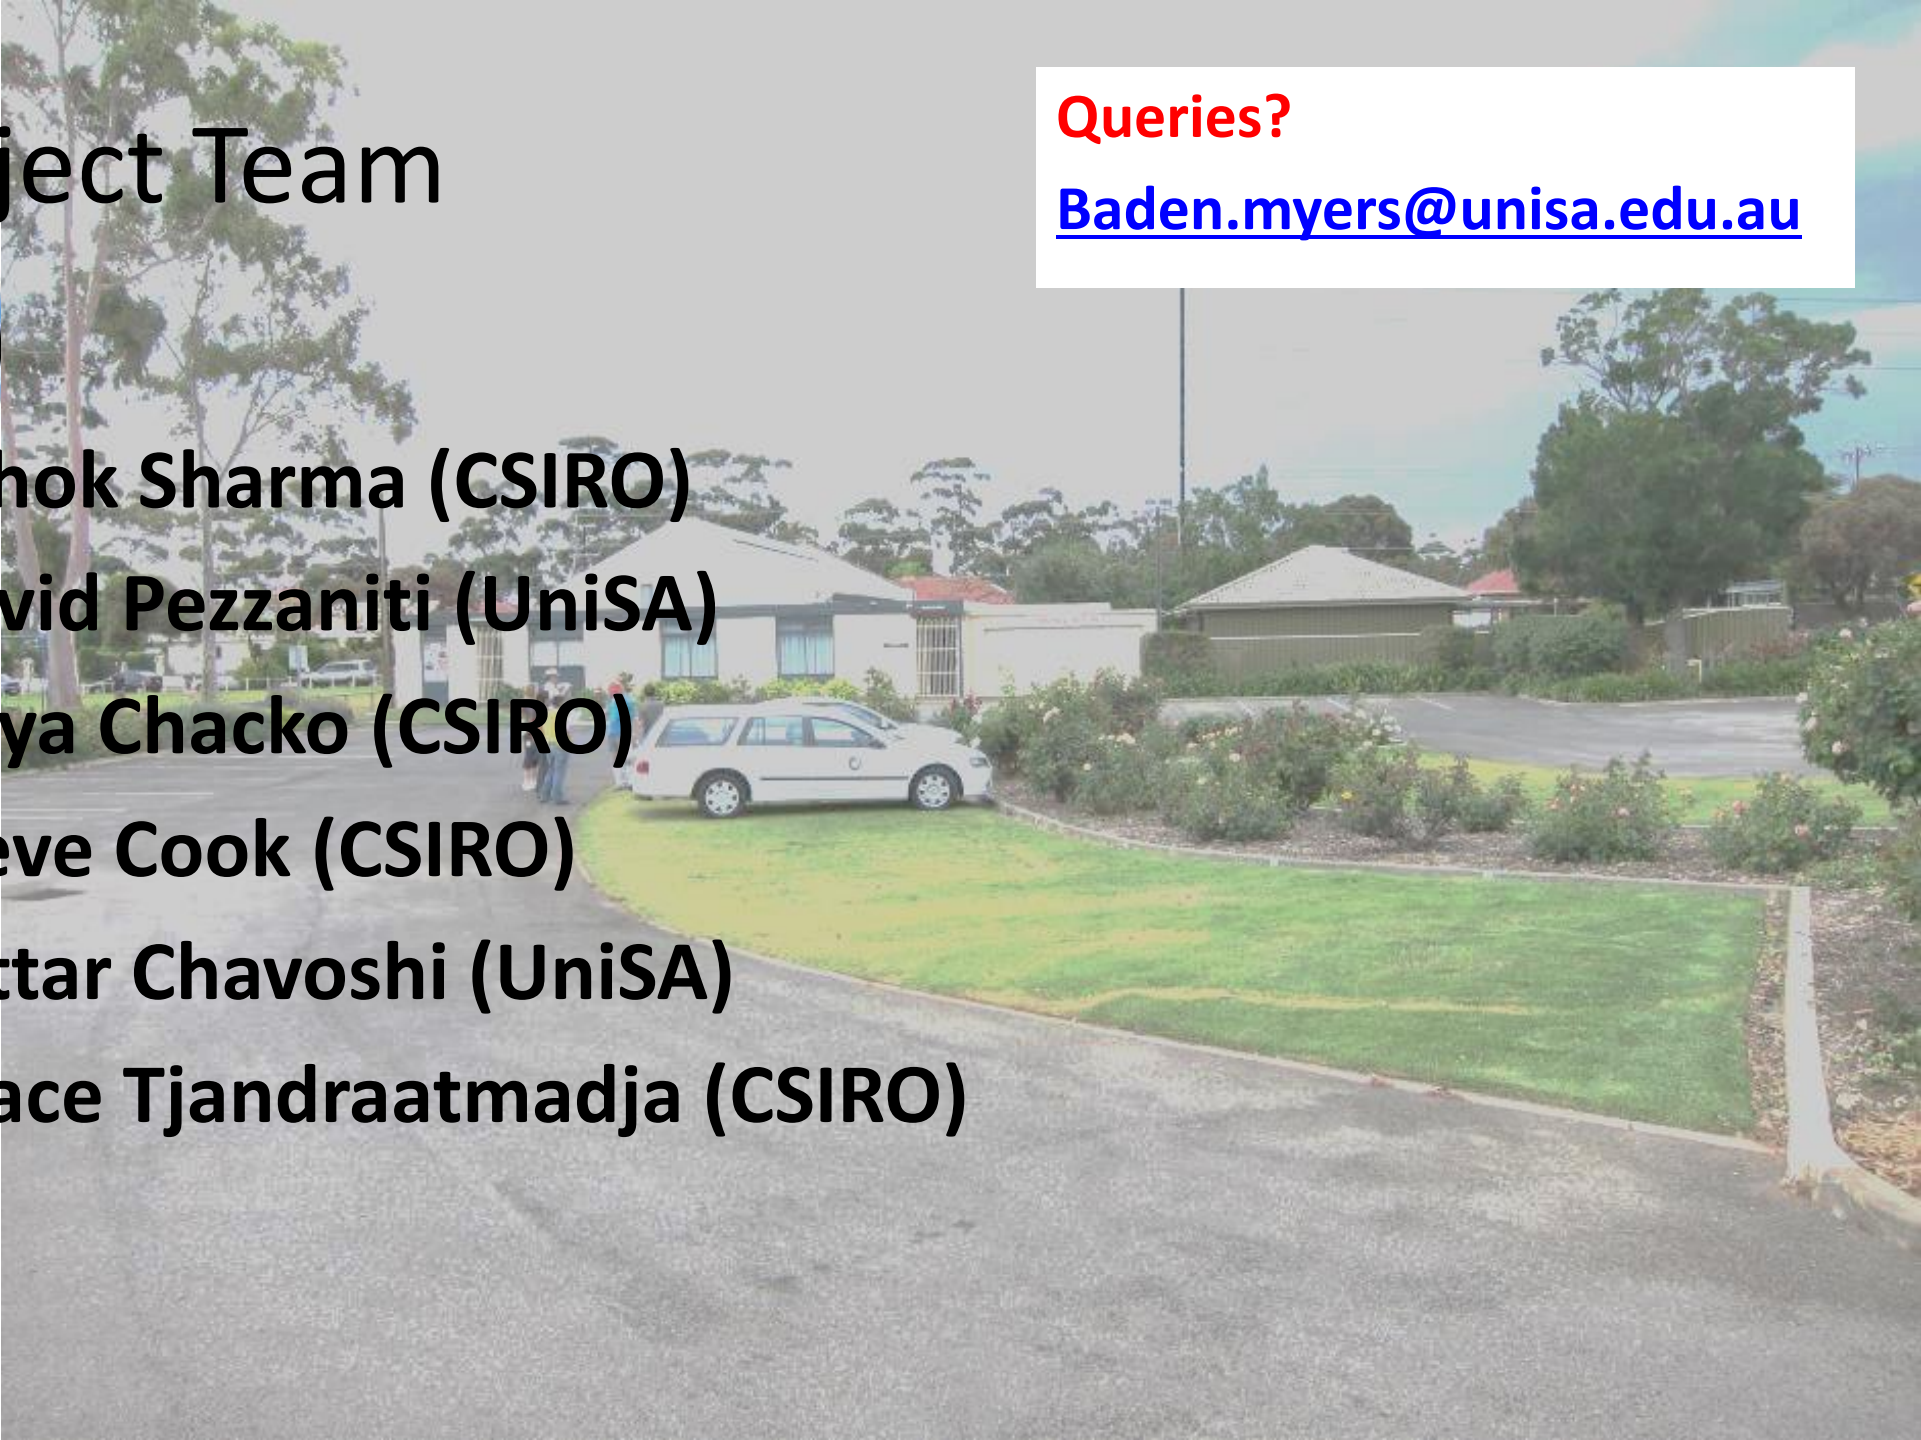 ject Team
Queries?
Baden.myers@unisa.edu.au
hok Sharma (CSIRO)
vid Pezzaniti (UniSA)
ya Chacko (CSIRO)
eve Cook (CSIRO)
ttar Chavoshi (UniSA)
ace Tjandraatmadja (CSIRO)